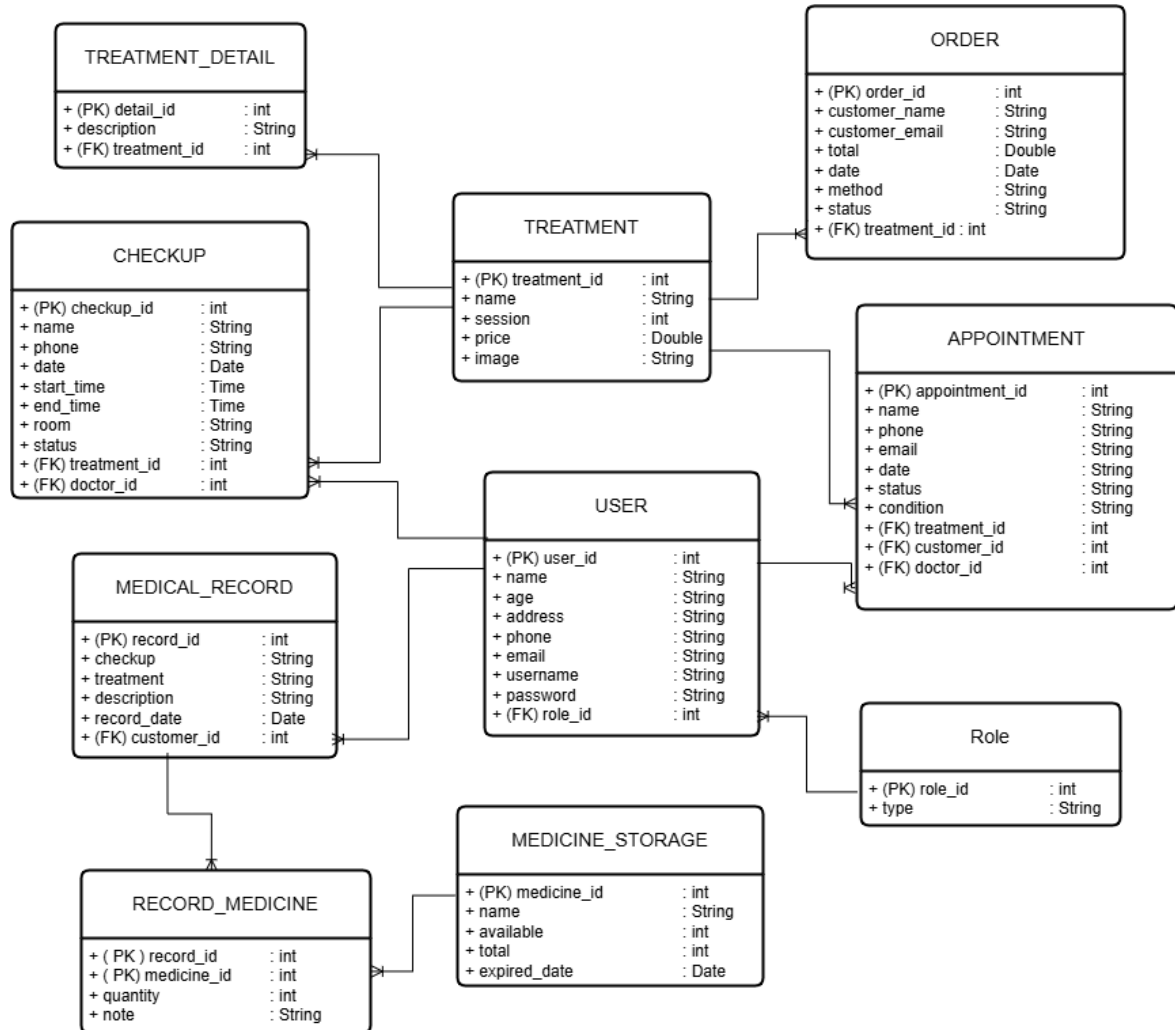 TREATMENT_DETAIL
+ (PK) detail_id : int
+ description : String
+ (FK) treatment_id : int
ORDER
+ (PK) order_id : int
+ customer_name : String
+ customer_email : String
+ total : Double
+ date : Date
+ method : String
+ status : String
+ (FK) treatment_id : int
CHECKUP
+ (PK) checkup_id : int
+ name : String
+ phone : String
+ date : Date
+ start_time : Time
+ end_time : Time
+ room : String
+ status : String
+ (FK) treatment_id : int
+ (FK) doctor_id : int
TREATMENT
+ (PK) treatment_id : int
+ name : String
+ session : int
+ price : Double
+ image : String
APPOINTMENT
+ (PK) appointment_id : int
+ name : String
+ phone : String
+ email : String
+ date : String
+ status : String
+ condition : String
+ (FK) treatment_id : int
+ (FK) customer_id : int
+ (FK) doctor_id : int
USER
+ (PK) user_id : int
+ name : String
+ age : String
+ address : String
+ phone : String
+ email : String
+ username : String
+ password : String
+ (FK) role_id : int
MEDICAL_RECORD
+ (PK) record_id : int
+ checkup : String
+ treatment : String
+ description : String
+ record_date : Date
+ (FK) customer_id : int
Role
+ (PK) role_id : int
+ type : String
MEDICINE_STORAGE
+ (PK) medicine_id : int
+ name : String
+ available : int
+ total : int
+ expired_date : Date
RECORD_MEDICINE
+ ( PK ) record_id : int
+ ( PK) medicine_id : int
+ quantity : int
+ note : String